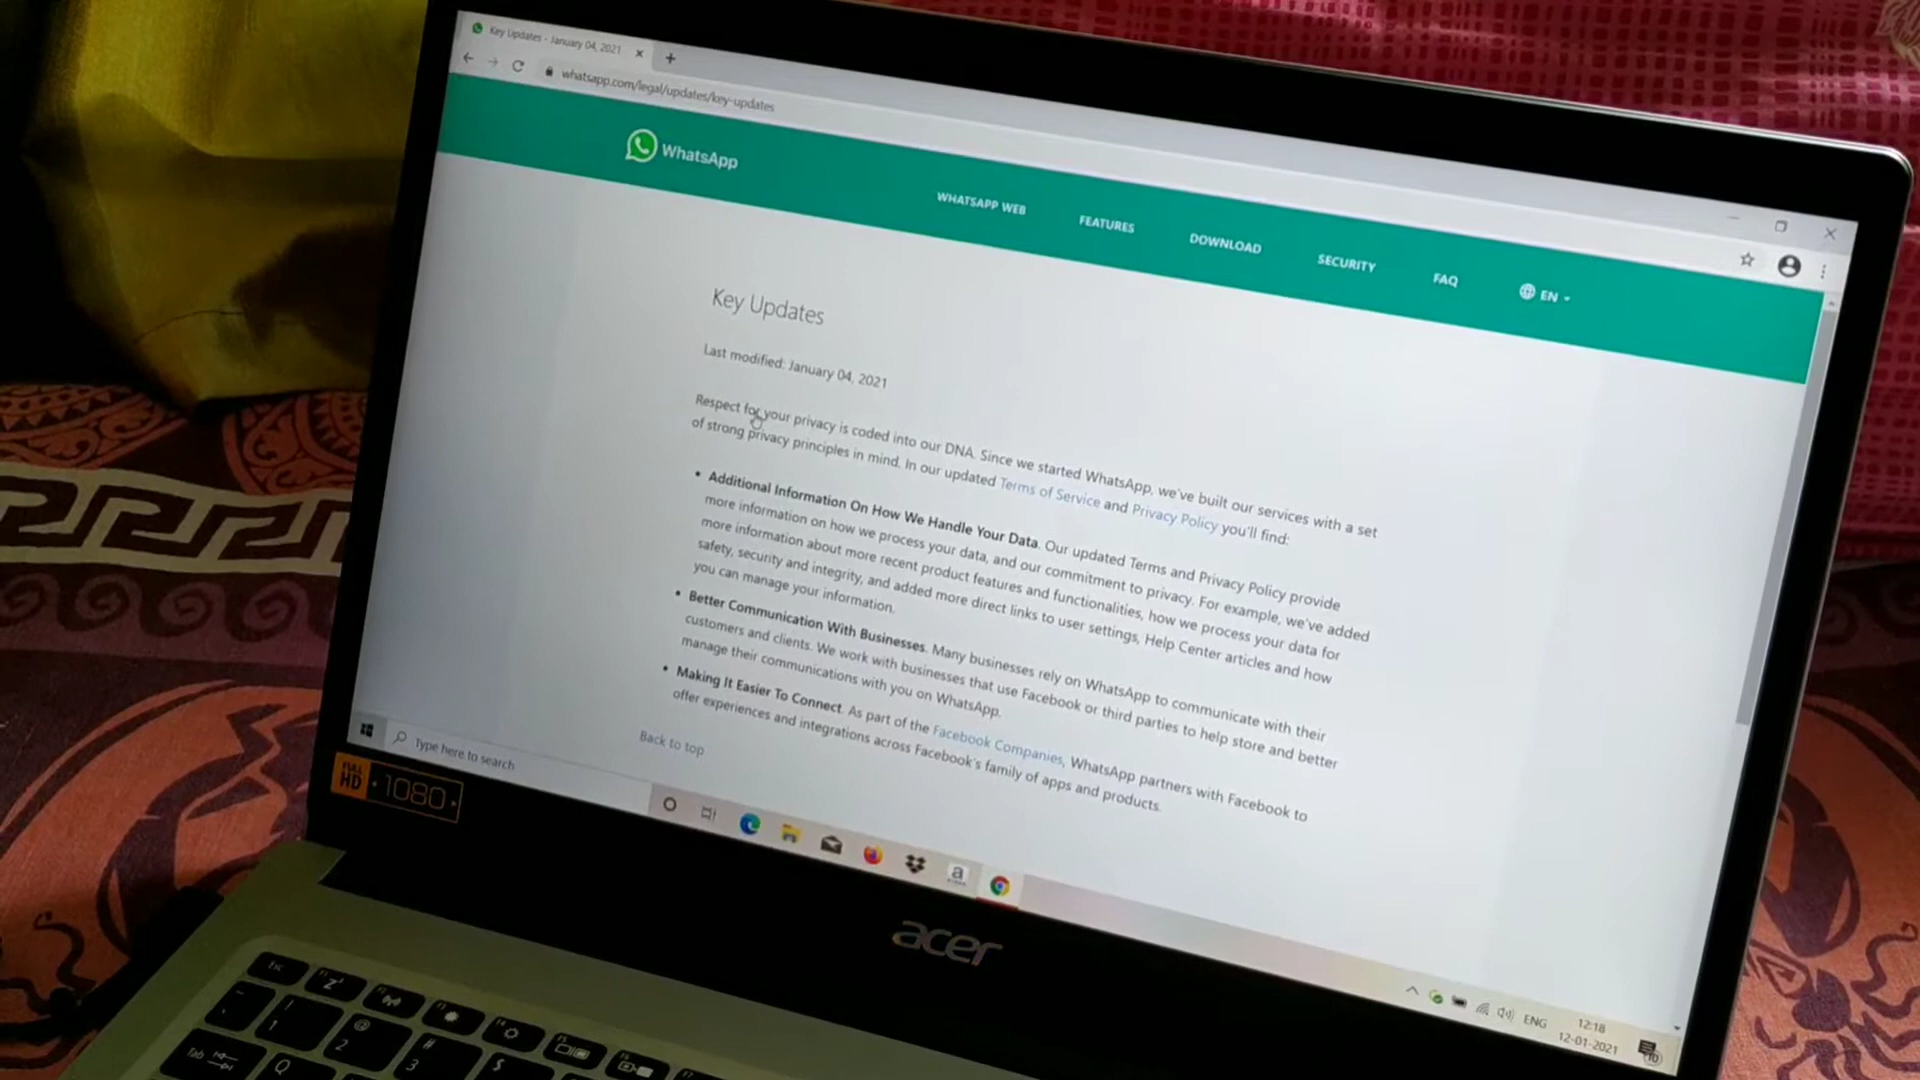 Key Updates - January 04, 2021
whatsapp.com/legal/updates/key-updates
WhatsApp
WHATSAPP WEB
FEATURES
DOWNLOAD
SECURITY
FAQ
EN
Key Updates
Last modified: January 04, 2021
Respect for your privacy is coded into our DNA. Since we started WhatsApp, we've built our services with a set
of strong privacy principles in mind. In our updated Terms of Service and Privacy Policy you'll find:
• Additional Information On How We Handle Your Data. Our updated Terms and Privacy Policy provide
more information on how we process your data, and our commitment to privacy. For example, we've added
more information about more recent product features and functionalities, how we process your data for
safety, security and integrity, and added more direct links to user settings, Help Center articles and how
you can manage your information.
• Better Communication With Businesses. Many businesses rely on WhatsApp to communicate with their
customers and clients. We work with businesses that use Facebook or third parties to help store and better
manage their communications with you on WhatsApp.
• Making It Easier To Connect. As part of the Facebook Companies, WhatsApp partners with Facebook to
offer experiences and integrations across Facebook's family of apps and products.
Back to top
Type here to search
ENG
12:18
12-01-2021
10
FULL
HD
1080
acer
Esc
F1
Z
1
2
3
Tab
Q